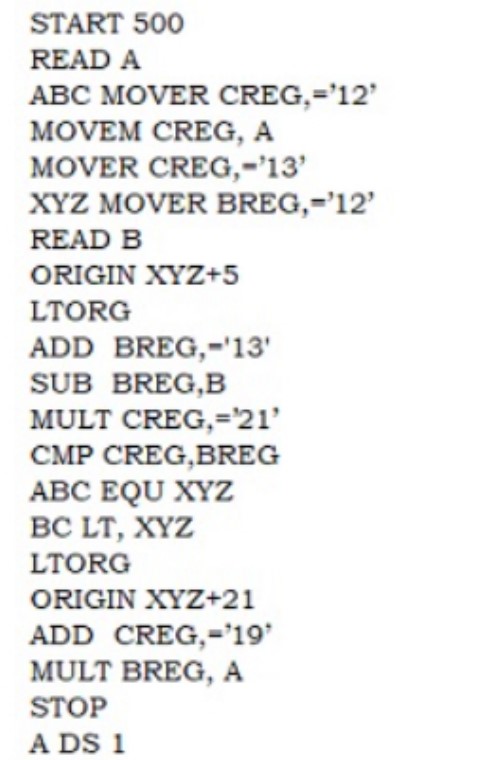 START 500
READ A
ABC MOVER CREG,='12'
MOVEM CREG, A
MOVER CREG,='13'
XYZ MOVER BREG,='12'
READ B
ORIGIN XYZ+5
LTORG
ADD BREG,='13'
SUB BREG,B
MULT CREG,='21'
CMP CREG,BREG
ABC EQU XYZ
BC LT, XYZ
LTORG
ORIGIN XYZ+21
ADD CREG,='19'
MULT BREG, A
STOP
A DS 1